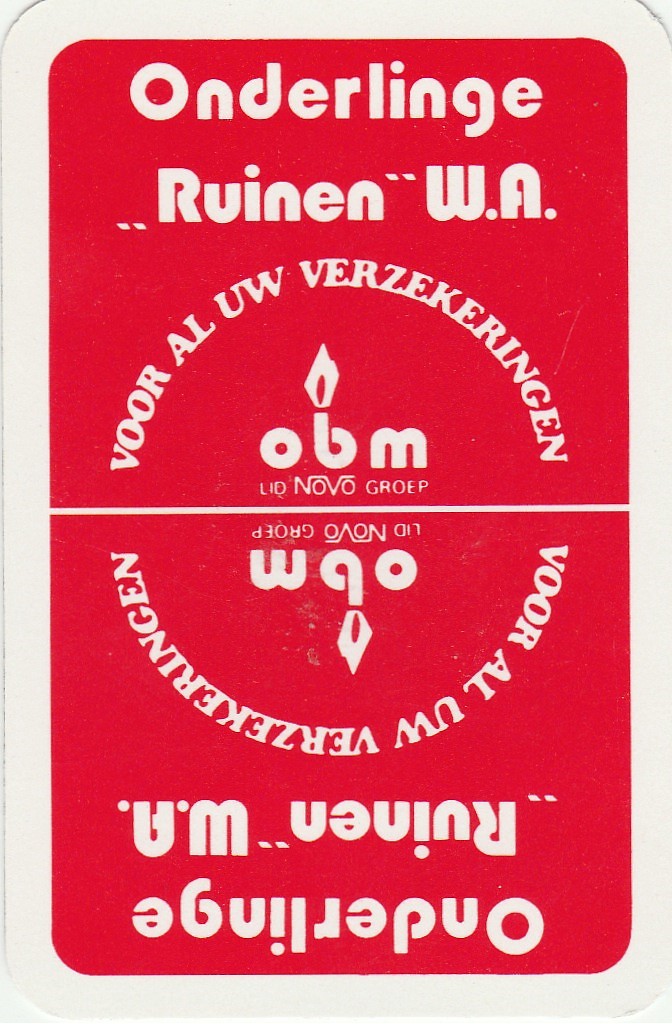 Onderlinge
„Ruinen" W.A.
VOOR AL UW VERZEKERINGEN
obm
LID NOVO GROEP
LID NOVO GROEP
obm
VOOR AL UW VERZEKERINGEN
„Ruinen" W.A.
Onderlinge